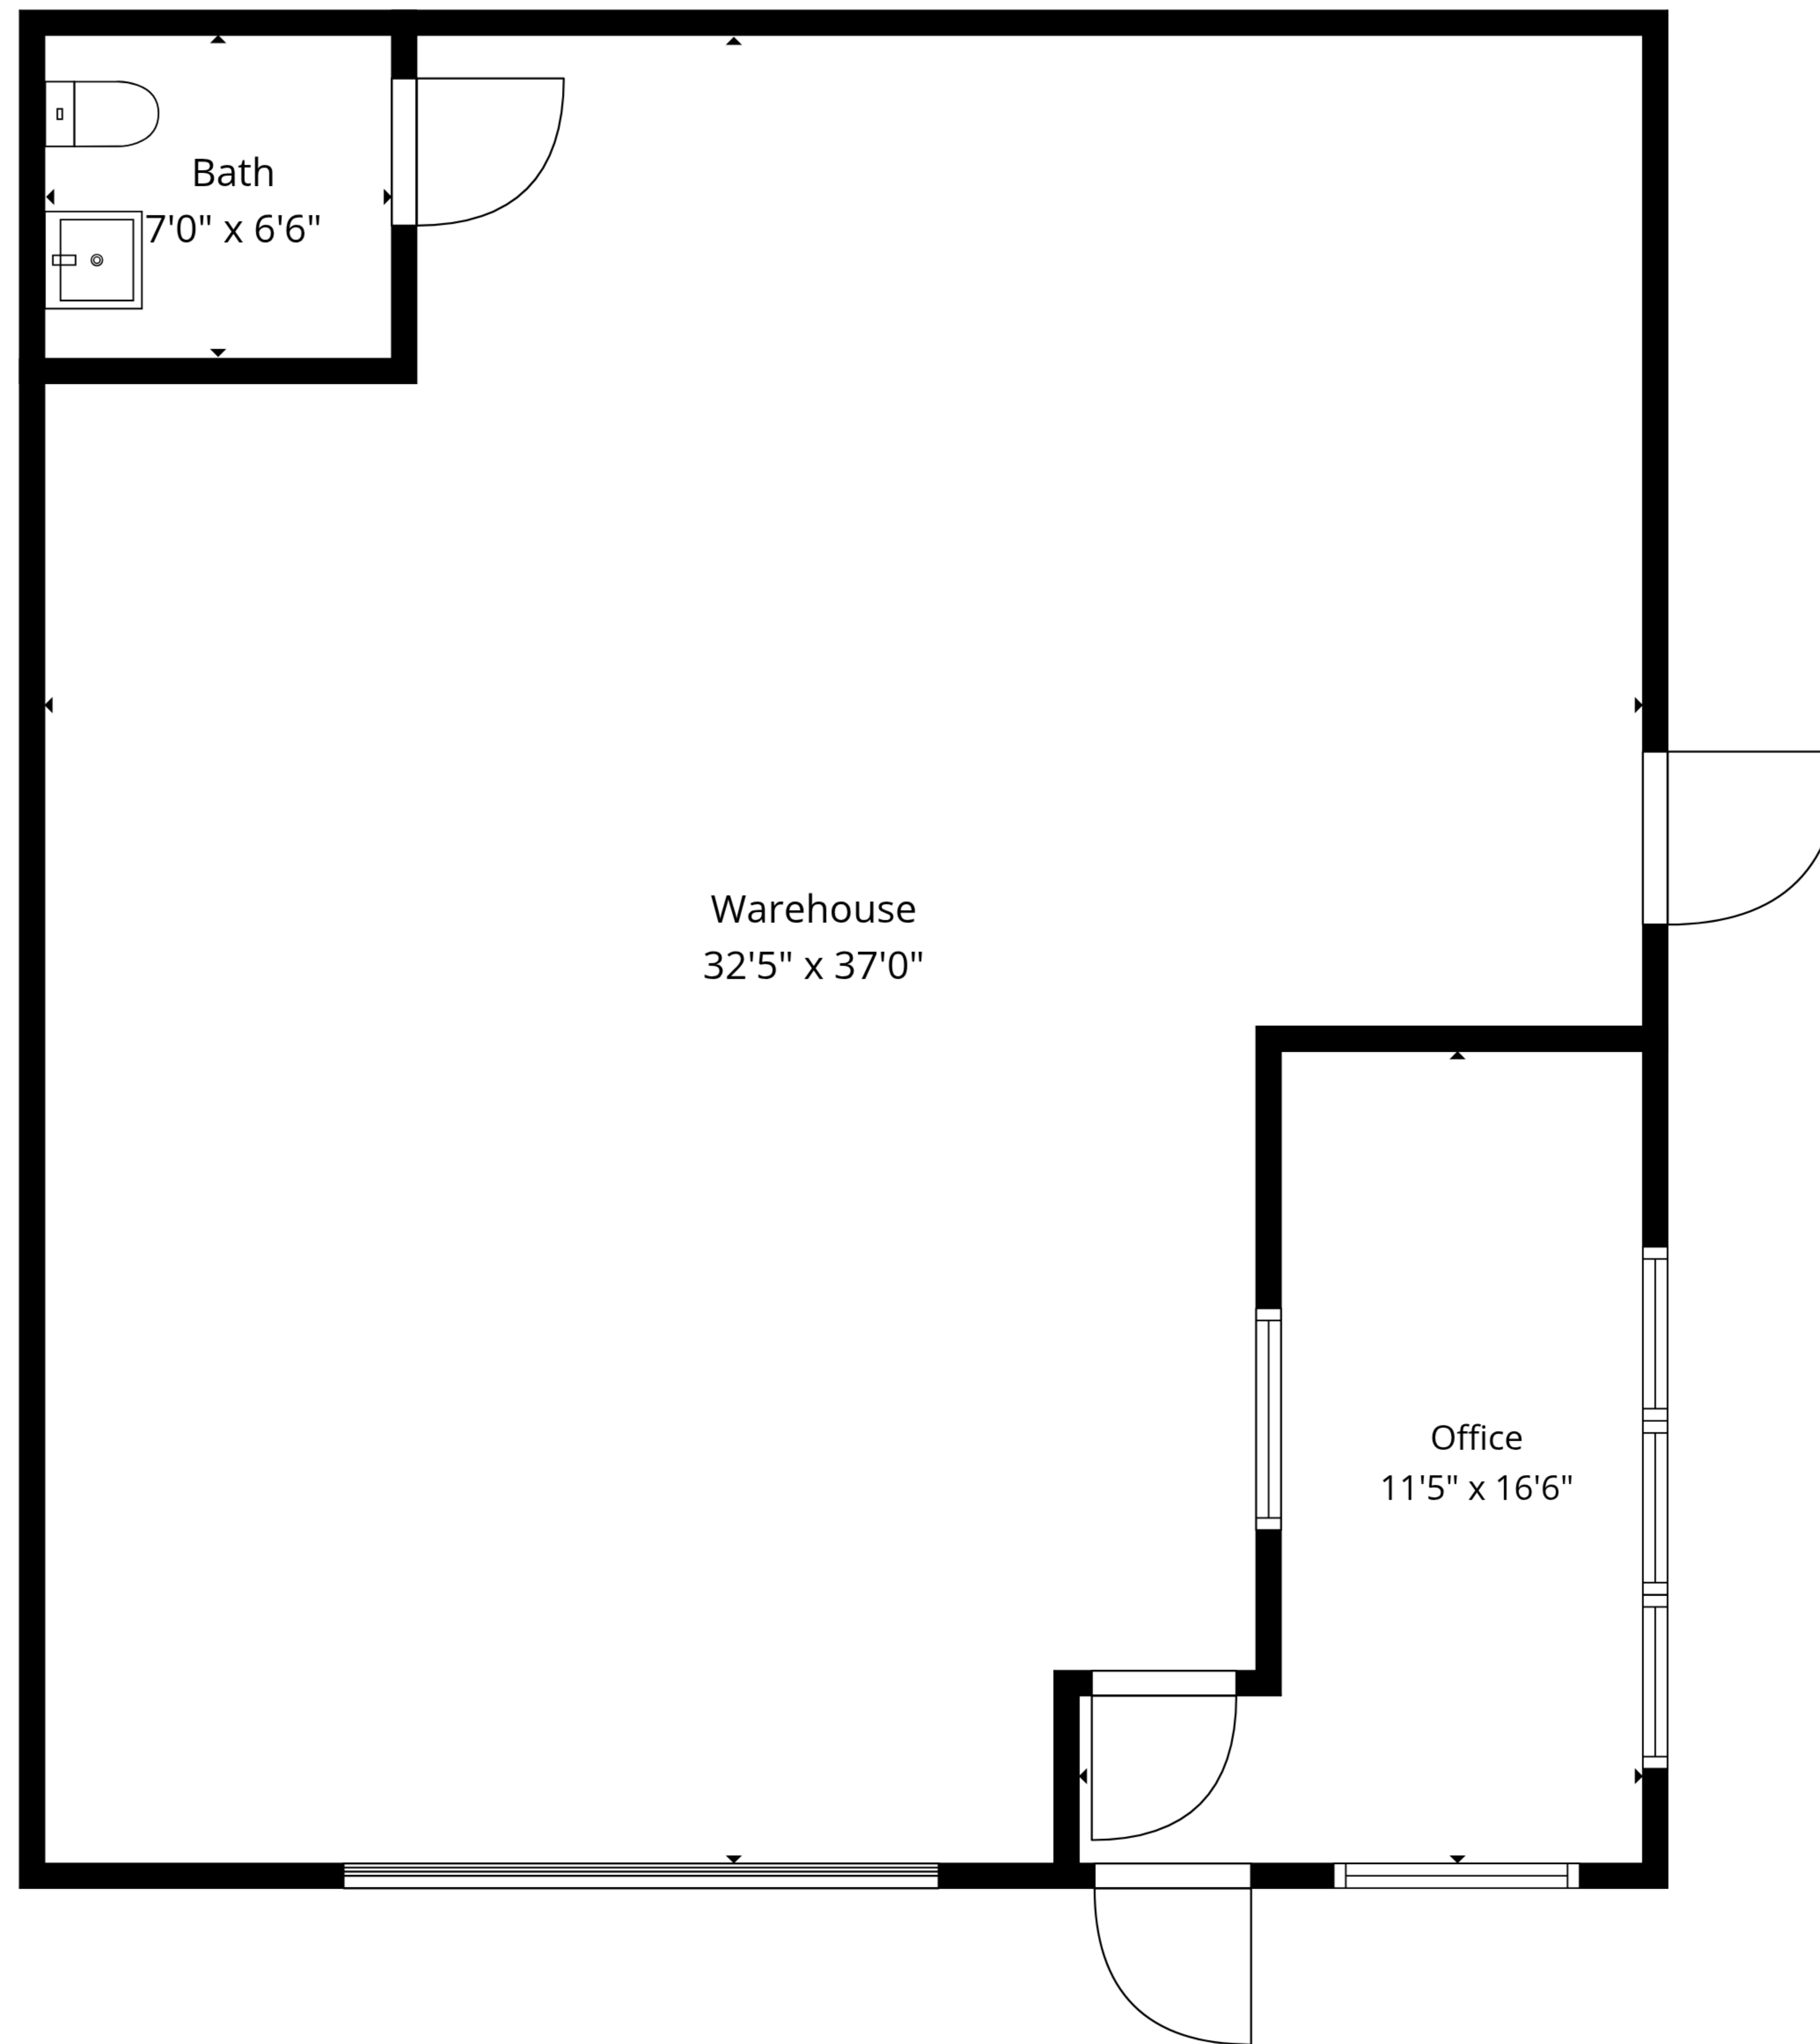 Bath
7'0" x 6'6"
Warehouse
32'5" x 37'0"
Office
11'5" x 16'6"